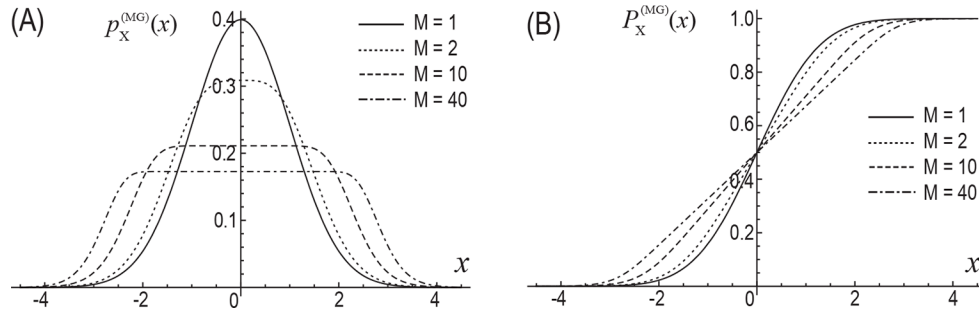 (A)
p_X^(MG)(x)
0.4
0.3
0.2
0.1
-4
-2
0
2
4
x
M = 1
M = 2
M = 10
M = 40
(B)
P_X^(MG)(x)
1.0
0.8
0.6
0.4
0.2
-4
-2
0
2
4
x
M = 1
M = 2
M = 10
M = 40